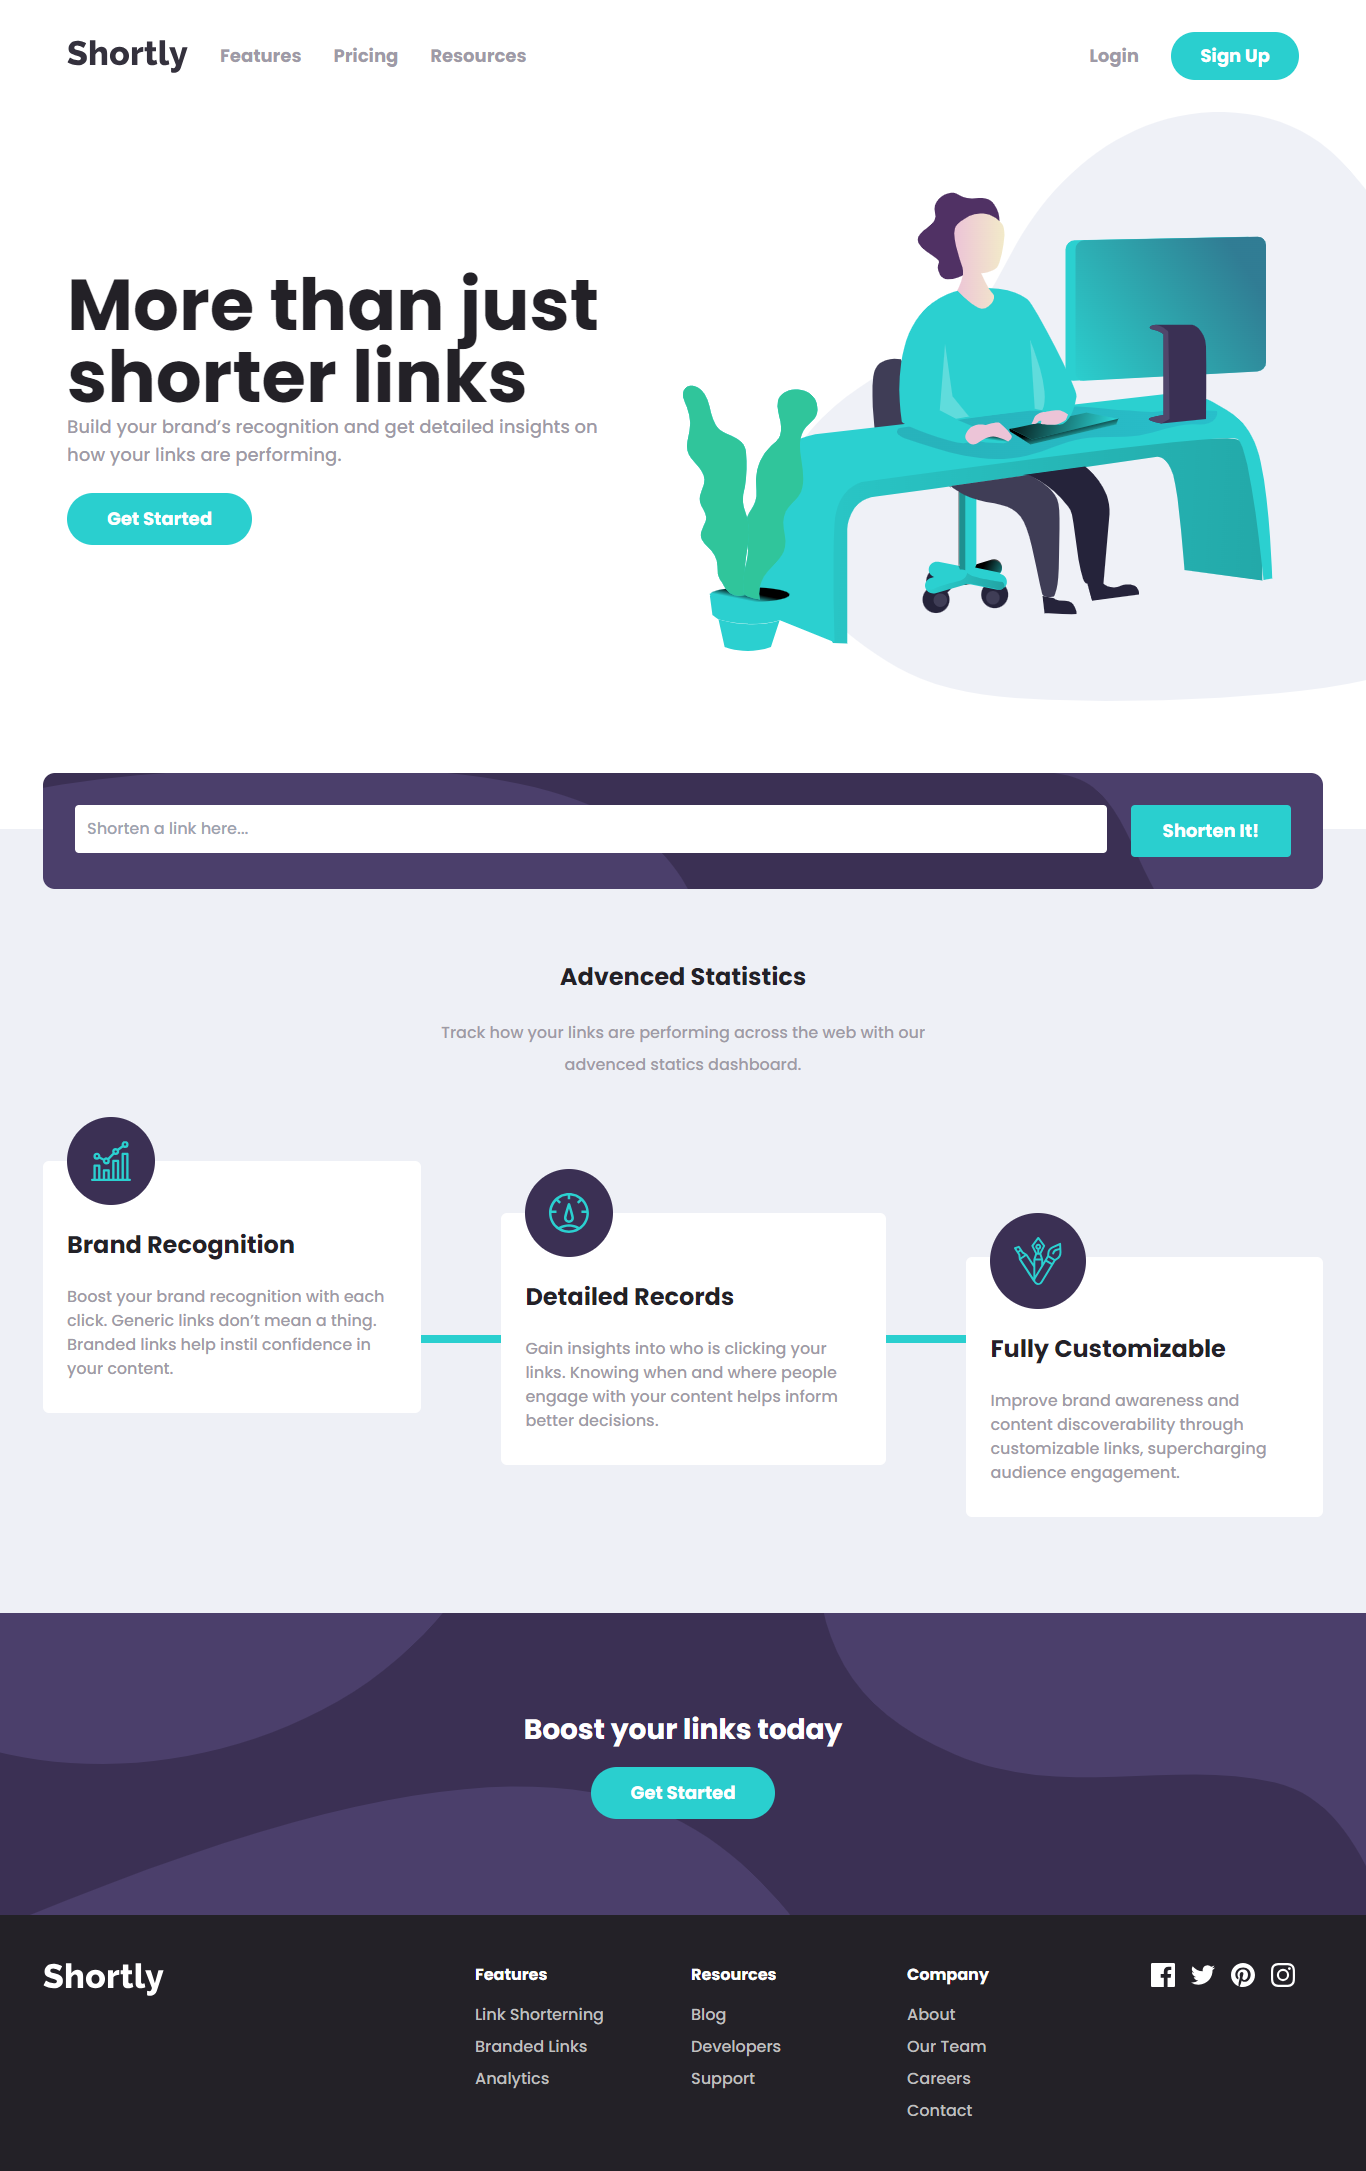 Shortly
Features
Pricing
Resources
Login
Sign Up
More than just
shorter links
Build your brand’s recognition and get detailed insights on
how your links are performing.
Get Started
Shorten a link here...
Shorten It!
Advenced Statistics
Track how your links are performing across the web with our
advenced statics dashboard.
Brand Recognition
Boost your brand recognition with each
click. Generic links don’t mean a thing.
Branded links help instil confidence in
your content.
Detailed Records
Gain insights into who is clicking your
links. Knowing when and where people
engage with your content helps inform
better decisions.
Fully Customizable
Improve brand awareness and
content discoverability through
customizable links, supercharging
audience engagement.
Boost your links today
Get Started
Shortly
Features
Link Shorterning
Branded Links
Analytics
Resources
Blog
Developers
Support
Company
About
Our Team
Careers
Contact